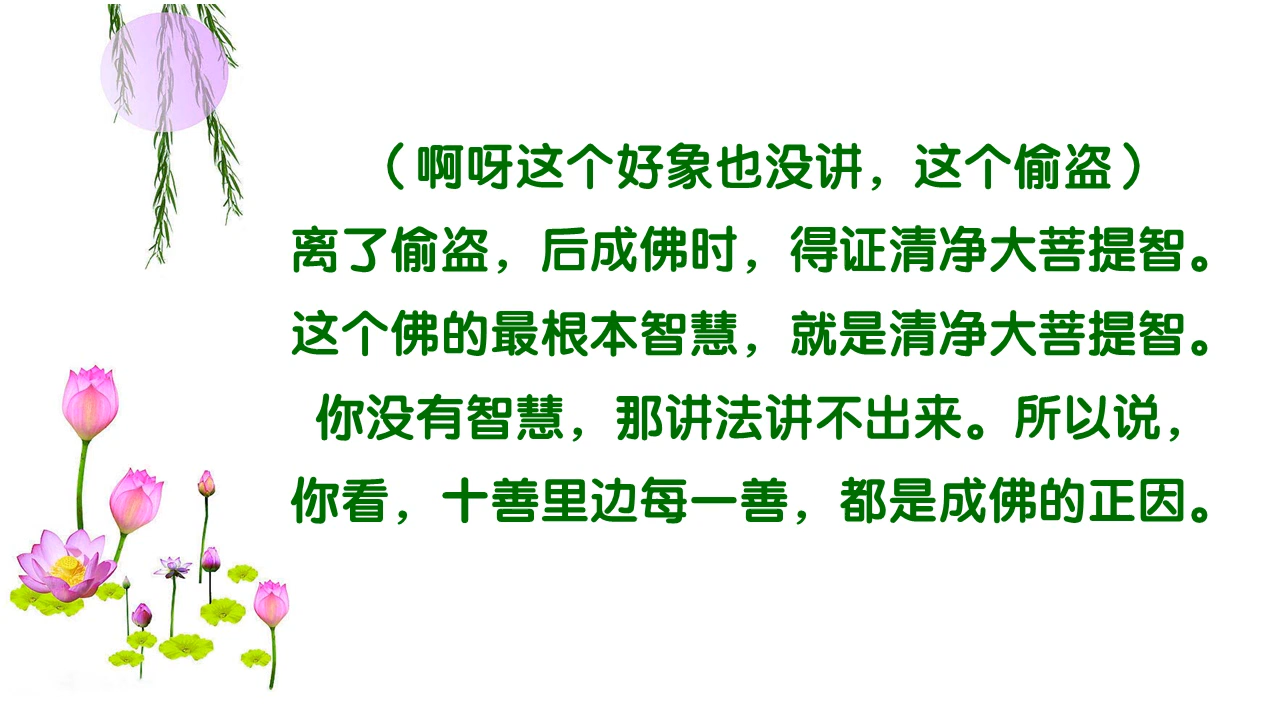 （啊呀这个好象也没讲，这个偷盗）
离了偷盗，后成佛时，得证清净大菩提智。
这个佛的最根本智慧，就是清净大菩提智。
你没有智慧，那讲法讲不出来。所以说，
你看，十善里边每一善，都是成佛的正因。